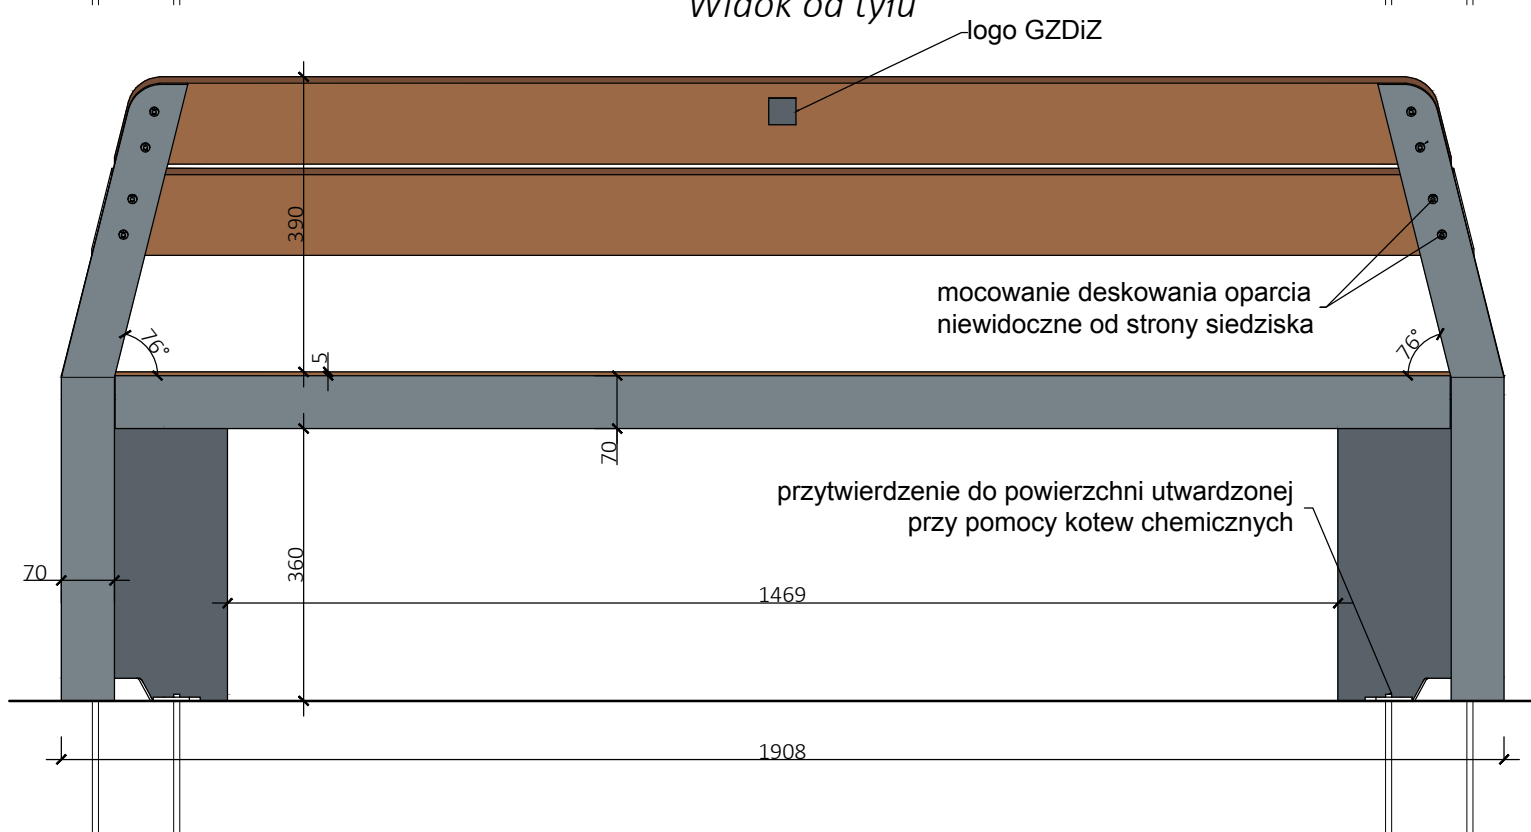 Widok od tyłu
logo GZDiZ
390
mocowanie deskowania oparcia
niewidoczne od strony siedziska
76°
76°
5
70
przytwierdzenie do powierzchni utwardzonej
przy pomocy kotew chemicznych
360
70
1469
1908